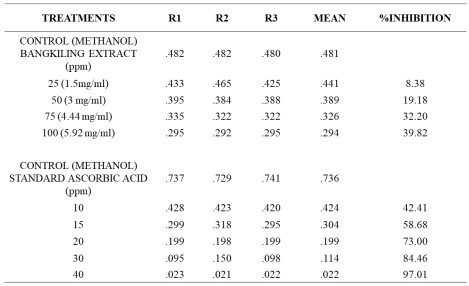 TREATMENTS R1 R2 R3 MEAN %INHIBITION
CONTROL (METHANOL)
BANGKILING EXTRACT .482 .482 .480 .481
(ppm)
25 (1.5mg/ml) .433 .465 .425 .441 8.38
50 (3 mg/ml) .395 .384 .388 .389 19.18
75 (4.44 mg/ml) .335 .322 .322 .326 32.20
100 (5.92 mg/ml) .295 .292 .295 .294 39.82
CONTROL (METHANOL)
STANDARD ASCORBIC ACID .737 .729 .741 .736
(ppm)
10 .428 .423 .420 .424 42.41
15 .299 .318 .295 .304 58.68
20 .199 .198 .199 .199 73.00
30 .095 .150 .098 .114 84.46
40 .023 .021 .022 .022 97.01